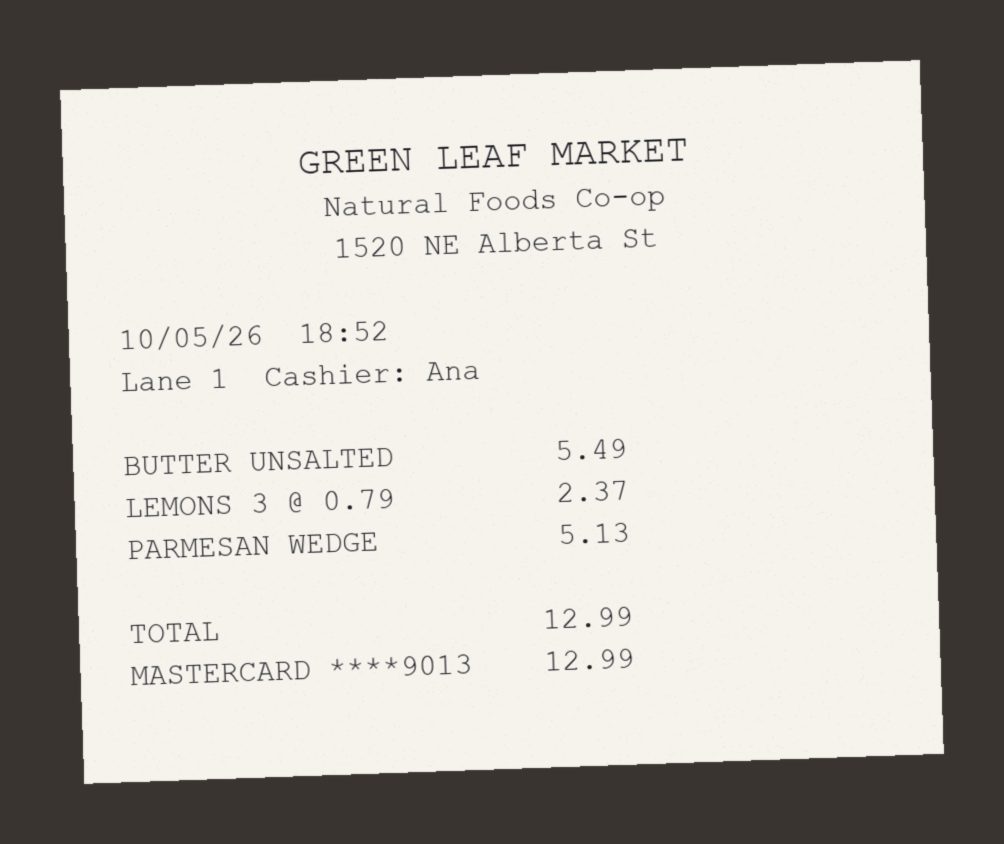 GREEN LEAF MARKET
Natural Foods Co-op
1520 NE Alberta St
10/05/26 18:52
Lane 1 Cashier: Ana
BUTTER UNSALTED 5.49
LEMONS 3 @ 0.79 2.37
PARMESAN WEDGE 5.13
TOTAL 12.99
MASTERCARD ****9013 12.99